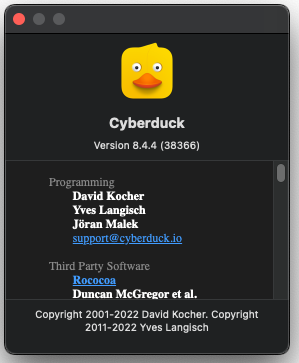 Cyberduck
Version 8.4.4 (38366)
Programming
David Kocher
Yves Langisch
Jöran Malek
support@cyberduck.io
Third Party Software
Rococoa
Duncan McGregor et al.
Copyright 2001-2022 David Kocher. Copyright
2011-2022 Yves Langisch